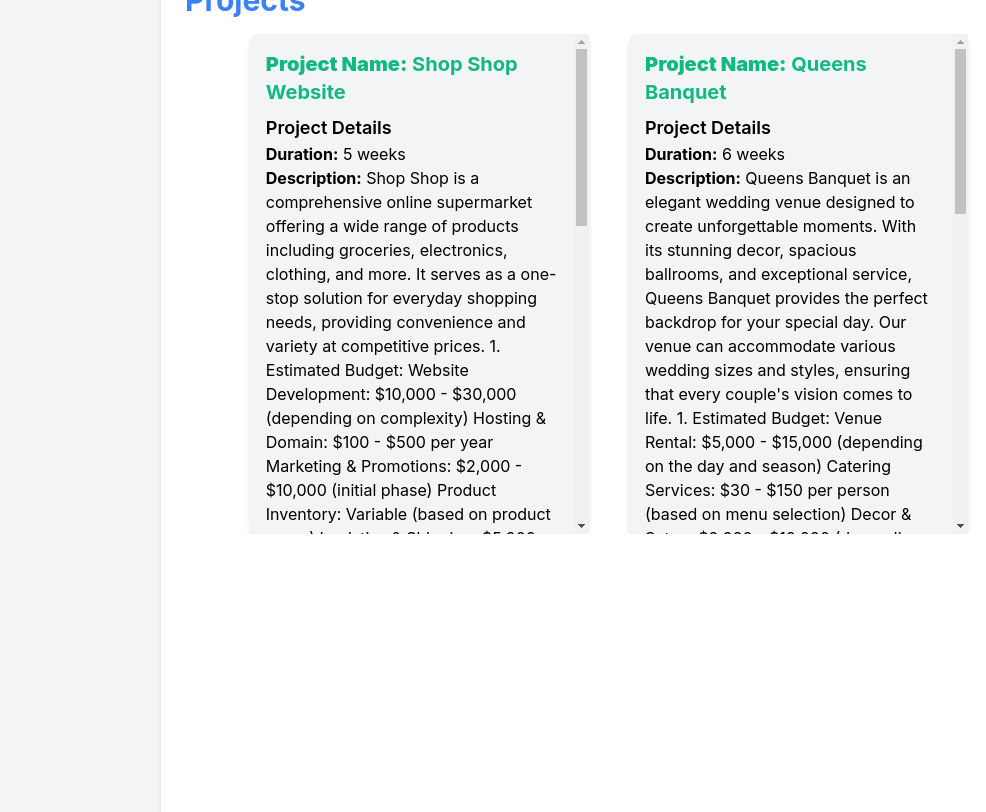 Projects
Project Name: Shop Shop
Website
Project Details
Duration: 5 weeks
Description: Shop Shop is a
comprehensive online supermarket
offering a wide range of products
including groceries, electronics,
clothing, and more. It serves as a one-
stop solution for everyday shopping
needs, providing convenience and
variety at competitive prices. 1.
Estimated Budget: Website
Development: $10,000 - $30,000
(depending on complexity) Hosting &
Domain: $100 - $500 per year
Marketing & Promotions: $2,000 -
$10,000 (initial phase) Product
Inventory: Variable (based on product
Project Name: Queens
Banquet
Project Details
Duration: 6 weeks
Description: Queens Banquet is an
elegant wedding venue designed to
create unforgettable moments. With
its stunning decor, spacious
ballrooms, and exceptional service,
Queens Banquet provides the perfect
backdrop for your special day. Our
venue can accommodate various
wedding sizes and styles, ensuring
that every couple's vision comes to
life. 1. Estimated Budget: Venue
Rental: $5,000 - $15,000 (depending
on the day and season) Catering
Services: $30 - $150 per person
(based on menu selection) Decor &